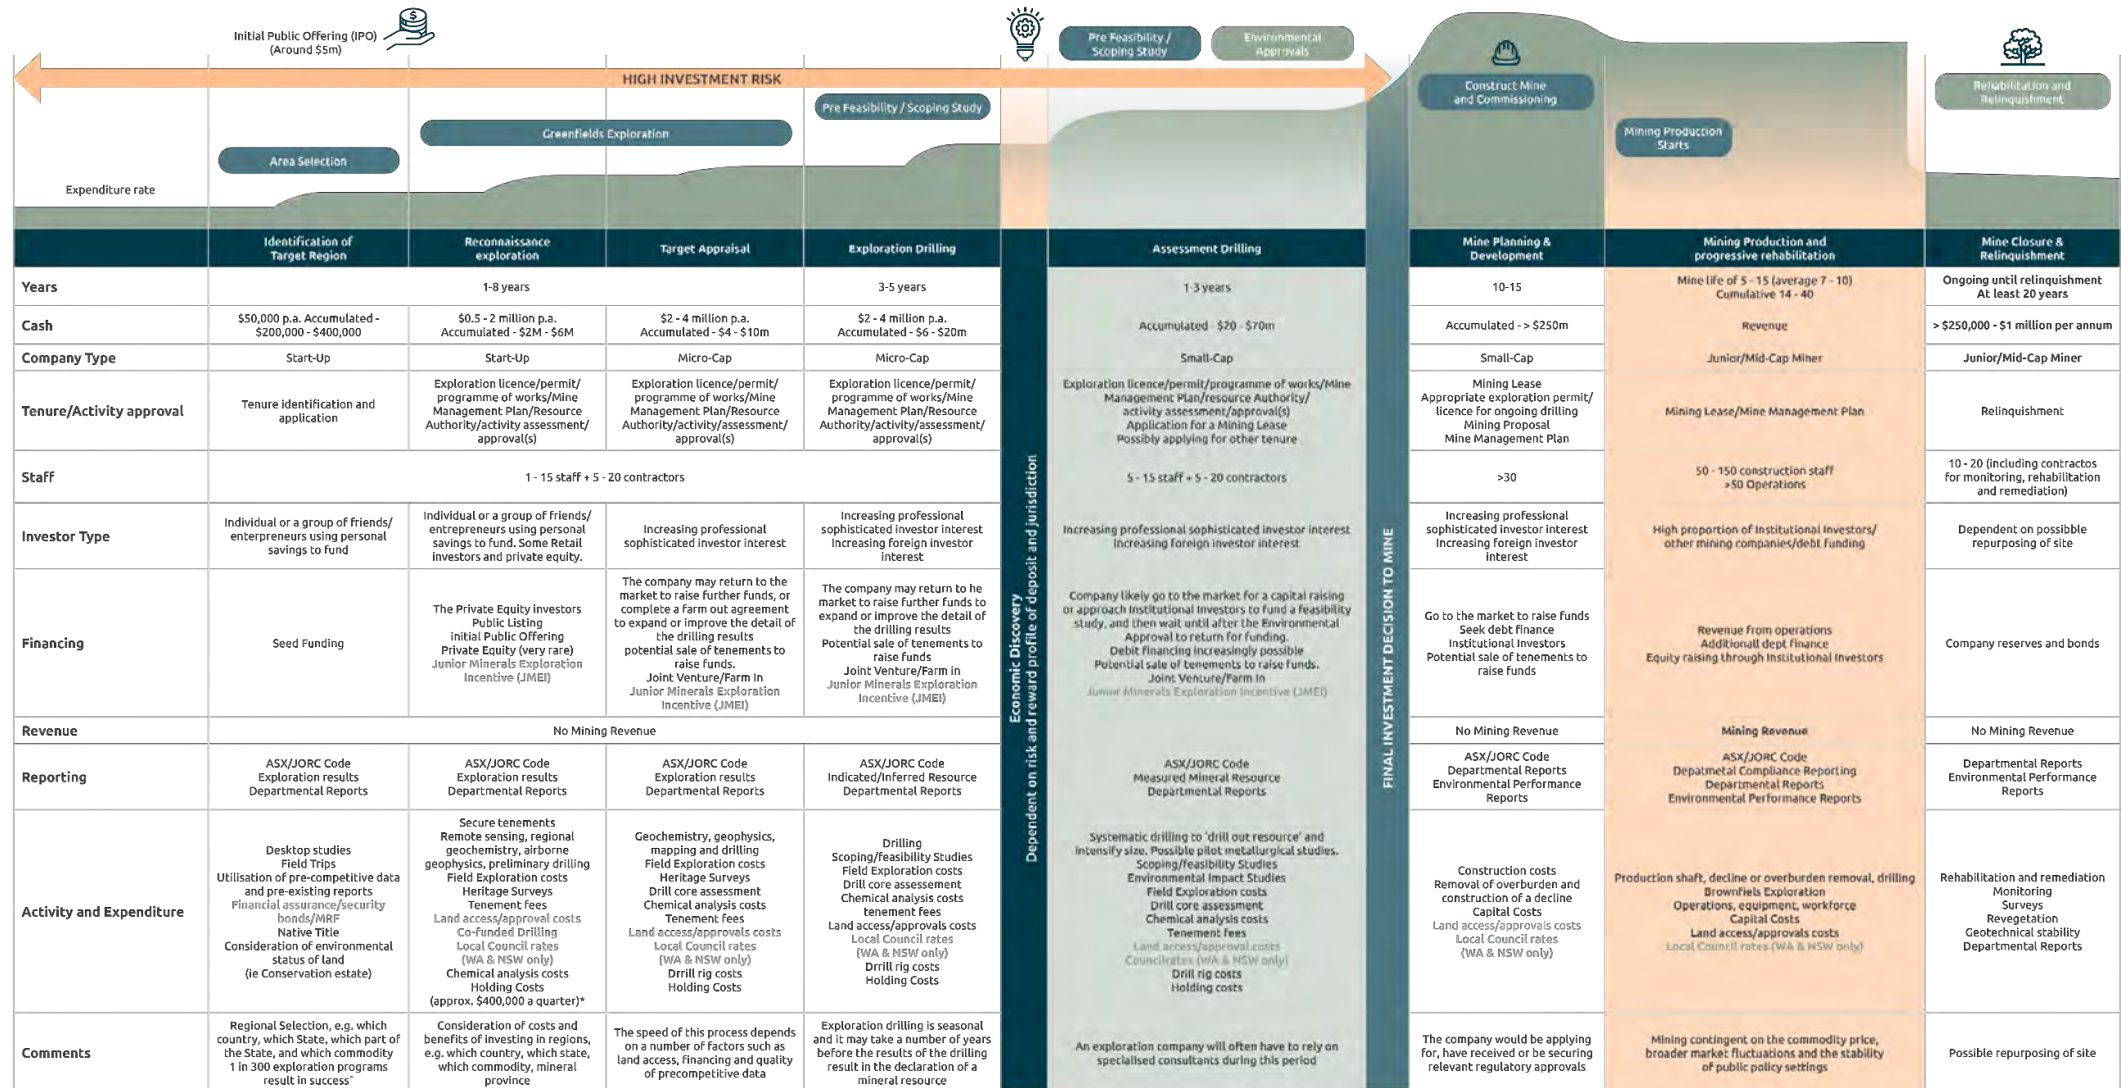 Initial Public Offering (IPO)
(Around $5m)
Pre Feasibility /
Scoping Study
Environmental
Approvals
HIGH INVESTMENT RISK
Construct Mine
and Commissioning
Rehabilitation and
Relinquishment
Pre Feasibility / Scoping Study
Greenfields Exploration
Mining Production
Starts
Area Selection
Expenditure rate
Identification of
Target Region
Reconnaissance
exploration
Target Appraisal
Exploration Drilling
Assessment Drilling
Mine Planning &
Development
Mining Production and
progressive rehabilitation
Mine Closure &
Relinquishment
Years
1-8 years
3-5 years
1-3 years
10-15
Mine life of 5 - 15 (average 7 - 10)
Cumulative 14 - 40
Ongoing until relinquishment
At least 20 years
Cash
$50,000 p.a. Accumulated -
$200,000 - $400,000
$0.5 - 2 million p.a.
Accumulated - $2M - $6M
$2 - 4 million p.a.
Accumulated - $4 - $10m
$2 - 4 million p.a.
Accumulated - $6 - $20m
Accumulated - $20 - $70m
Accumulated - > $250m
Revenue
> $250,000 - $1 million per annum
Company Type
Start-Up
Start-Up
Micro-Cap
Micro-Cap
Small-Cap
Small-Cap
Junior/Mid-Cap Miner
Junior/Mid-Cap Miner
Tenure/Activity approval
Tenure identification and
application
Exploration licence/permit/
programme of works/Mine
Management Plan/Resource
Authority/activity assessment/
approval(s)
Exploration licence/permit/
programme of works/Mine
Management Plan/Resource
Authority/activity/assessment/
approval(s)
Exploration licence/permit/
programme of works/Mine
Management Plan/Resource
Authority/activity/assessment/
approval(s)
Exploration licence/permit/programme of works/Mine
Management Plan/resource Authority/
activity assessment/approval(s)
Application for a Mining Lease
Possibly applying for other tenure
Mining Lease
Appropriate exploration permit/
licence for ongoing drilling
Mining Proposal
Mine Management Plan
Mining Lease/Mine Management Plan
Relinquishment
Staff
1 - 15 staff + 5 - 20 contractors
5 - 15 staff + 5 - 20 contractors
>30
50 - 150 construction staff
>50 Operations
10 - 20 (including contractos
for monitoring, rehabilitation
and remediation)
Investor Type
Individual or a group of friends/
enterpreneurs using personal
savings to fund
Individual or a group of friends/
entrepreneurs using personal
savings to fund. Some Retail
investors and private equity.
Increasing professional
sophisticated investor interest
Increasing professional
sophisticated investor interest
Increasing foreign investor
interest
Increasing professional sophisticated investor interest
Increasing foreign investor interest
Increasing professional
sophisticated investor interest
Increasing foreign investor
interest
High proportion of Institutional Investors/
other mining companies/debt funding
Dependent on possibble
repurposing of site
Financing
Seed Funding
The Private Equity investors
Public Listing
initial Public Offering
Private Equity (very rare)
Junior Minerals Exploration
Incentive (JMEI)
The company may return to the
market to raise further funds, or
complete a farm out agreement
to expand or improve the detail of
the drilling results
potential sale of tenements to
raise funds.
Joint Venture/Farm In
Junior Minerals Exploration
Incentive (JMEI)
The company may return to he
market to raise further funds to
expand or improve the detail of
the drilling results
Potential sale of tenements to
raise funds
Joint Venture/Farm in
Junior Minerals Exploration
Incentive (JMEI)
Company likely go to the market for a capital raising
or approach Institutional Investors to fund a feasibility
study, and then wait until after the Environmental
Approval to return for funding.
Debit financing increasingly possible
Potential sale of tenements to raise funds.
Joint Venture/Farm In
Junior Minerals Exploration Incentive (JMEI)
Go to the market to raise funds
Seek debt finance
Institutional Investors
Potential sale of tenements to
raise funds
Revenue from operations
Additionall dept finance
Equity raising through Institutional Investors
Company reserves and bonds
Revenue
No Mining Revenue
No Mining Revenue
Mining Revenue
No Mining Revenue
Reporting
ASX/JORC Code
Exploration results
Departmental Reports
ASX/JORC Code
Exploration results
Departmental Reports
ASX/JORC Code
Exploration results
Departmental Reports
ASX/JORC Code
Indicated/Inferred Resource
Departmental Reports
ASX/JORC Code
Measured Mineral Resource
Departmental Reports
ASX/JORC Code
Departmental Reports
Environmental Performance
Reports
ASX/JORC Code
Depatmetal Compliance Reporting
Departmental Reports
Environmental Performance Reports
Departmental Reports
Environmental Performance
Reports
Activity and Expenditure
Desktop studies
Field Trips
Utilisation of pre-competitive data
and pre-existing reports
Financial assurance/security
bonds/MRF
Native Title
Consideration of environmental
status of land
(ie Conservation estate)
Secure tenements
Remote sensing, regional
geochemistry, airborne
geophysics, preliminary drilling
Field Exploration costs
Heritage Surveys
Tenement fees
Land access/approval costs
Co-funded Drilling
Local Council rates
(WA & NSW only)
Chemical analysis costs
Holding Costs
(approx. $400,000 a quarter)*
Geochemistry, geophysics,
mapping and drilling
Field Exploration costs
Heritage Surveys
Drill core assessment
Chemical analysis costs
Tenement fees
Land access/approvals costs
Local Council rates
(WA & NSW only)
Drrill rig costs
Holding Costs
Drilling
Scoping/feasibility Studies
Field Exploration costs
Drill core assessment
Chemical analysis costs
tenement fees
Land access/approvals costs
Local Council rates
(WA & NSW only)
Drrill rig costs
Holding Costs
Systematic drilling to 'drill out resource' and
intensify size. Possible pilot metallurgical studies.
Scoping/feasibility Studies
Environmental Impact Studies
Field Exploration costs
Drill core assessment
Chemical analysis costs
Tenement fees
Land access/approval costs
Councilrates (WA & NSW only)
Drill rig costs
Holding costs
Construction costs
Removal of overburden and
construction of a decline
Capital Costs
Land access/approvals costs
Local Council rates
(WA & NSW only)
Production shaft, decline or overburden removal, drilling
Brownfiels Exploration
Operations, equipment, workforce
Capital Costs
Land access/approvals costs
Local Council rates (WA & NSW only)
Rehabilitation and remediation
Monitoring
Surveys
Revegetation
Geotechnical stability
Departmental Reports
Comments
Regional Selection, e.g. which
country, which State, which part of
the State, and which commodity
1 in 300 exploration programs
result in success^
Consideration of costs and
benefits of investing in regions,
e.g. which country, which state,
which commodity, mineral
province
The speed of this process depends
on a number of factors such as
land access, financing and quality
of precompetitive data
Exploration drilling is seasonal
and it may take a number of years
before the results of the drilling
result in the declaration of a
mineral resource
An exploration company will often have to rely on
specialised consultants during this period
The company would be applying
for, have received or be securing
relevant regulatory approvals
Mining contingent on the commodity price,
broader market fluctuations and the stability
of public policy settings
Possible repurposing of site
Economic Discovery
Dependent on risk and reward profile of deposit and jurisdiction
FINAL INVESTMENT DECISION TO MINE